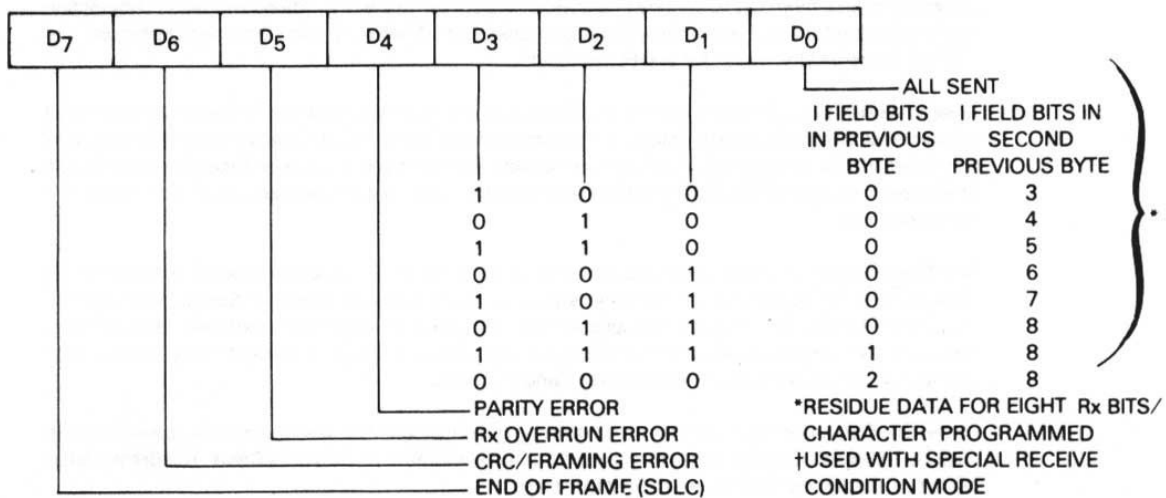 D7 D6 D5 D4 D3 D2 D1 D0
ALL SENT
I FIELD BITS I FIELD BITS IN
IN PREVIOUS SECOND
BYTE PREVIOUS BYTE
1 0 0 0 3
0 1 0 0 4
1 1 0 0 5
0 0 1 0 6
1 0 1 0 7
0 1 1 0 8
1 1 1 1 8
0 0 0 2 8
*
PARITY ERROR *RESIDUE DATA FOR EIGHT Rx BITS/
Rx OVERRUN ERROR CHARACTER PROGRAMMED
CRC/FRAMING ERROR †USED WITH SPECIAL RECEIVE
END OF FRAME (SDLC) CONDITION MODE